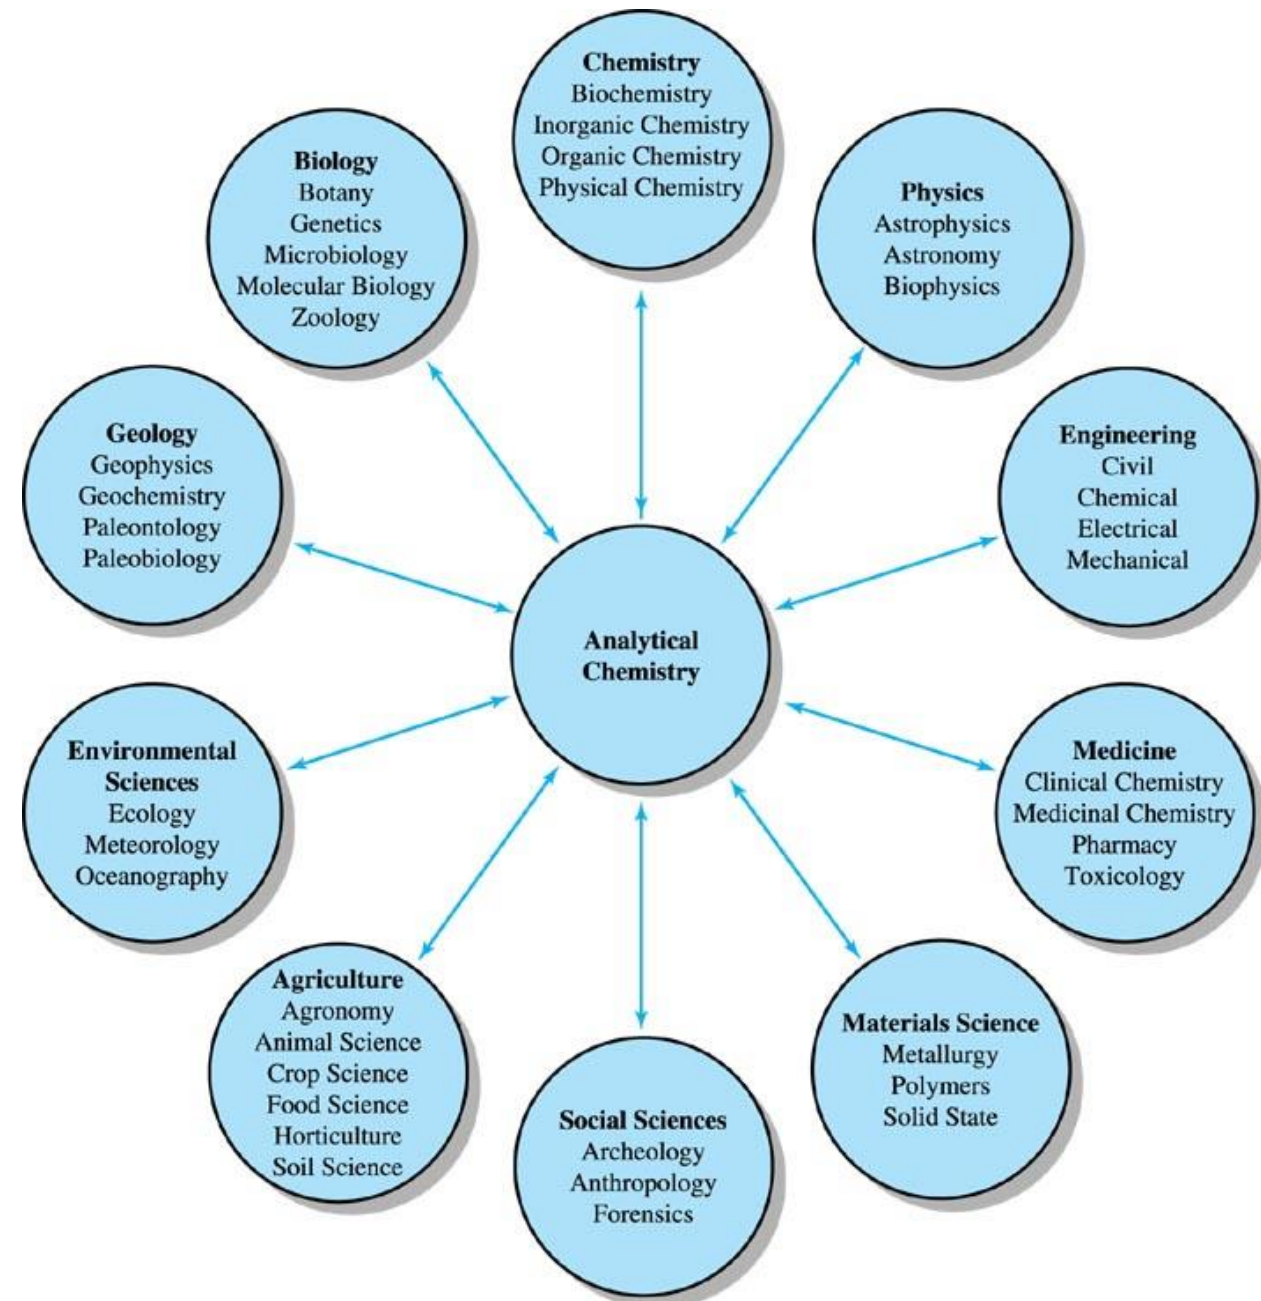 Chemistry
Biochemistry
Inorganic Chemistry
Organic Chemistry
Physical Chemistry
Biology
Botany
Genetics
Microbiology
Molecular Biology
Zoology
Physics
Astrophysics
Astronomy
Biophysics
Geology
Geophysics
Geochemistry
Paleontology
Paleobiology
Engineering
Civil
Chemical
Electrical
Mechanical
Analytical
Chemistry
Environmental
Sciences
Ecology
Meteorology
Oceanography
Medicine
Clinical Chemistry
Medicinal Chemistry
Pharmacy
Toxicology
Agriculture
Agronomy
Animal Science
Crop Science
Food Science
Horticulture
Soil Science
Social Sciences
Archeology
Anthropology
Forensics
Materials Science
Metallurgy
Polymers
Solid State